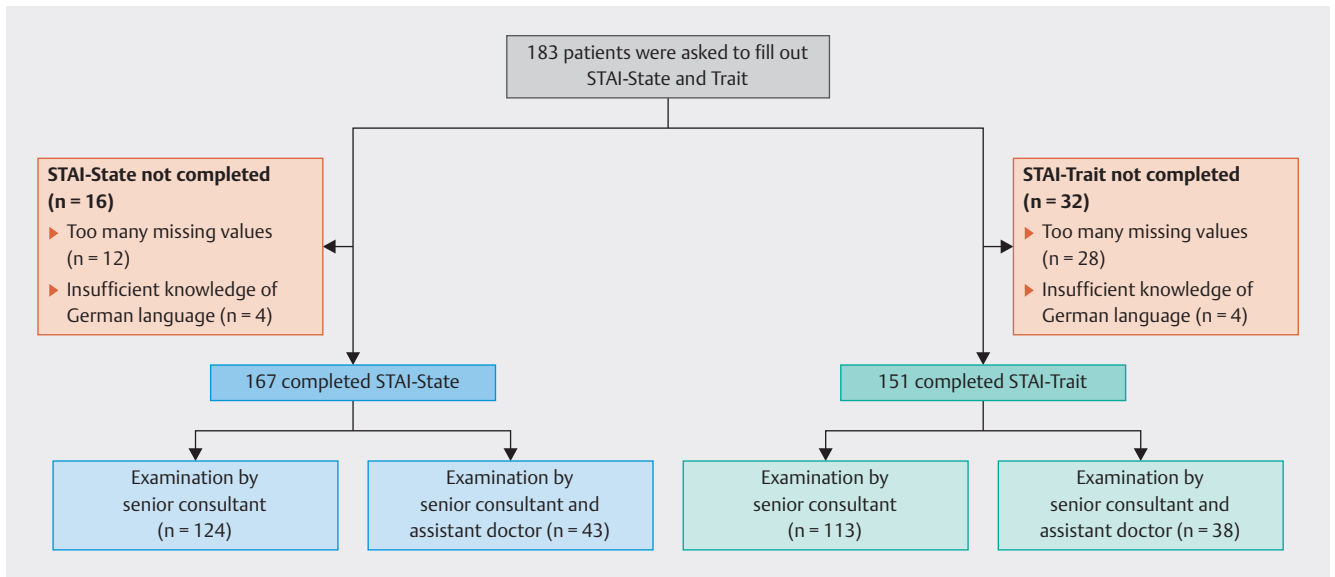 183 patients were asked to fill out
STAI-State and Trait
STAI-State not completed
(n = 16)
Too many missing values
(n = 12)
Insufficient knowledge of
German language (n = 4)
STAI-Trait not completed
(n = 32)
Too many missing values
(n = 28)
Insufficient knowledge of
German language (n = 4)
167 completed STAI-State
151 completed STAI-Trait
Examination by
senior consultant
(n = 124)
Examination by
senior consultant and
assistant doctor (n = 43)
Examination by
senior consultant
(n = 113)
Examination by
senior consultant and
assistant doctor (n = 38)